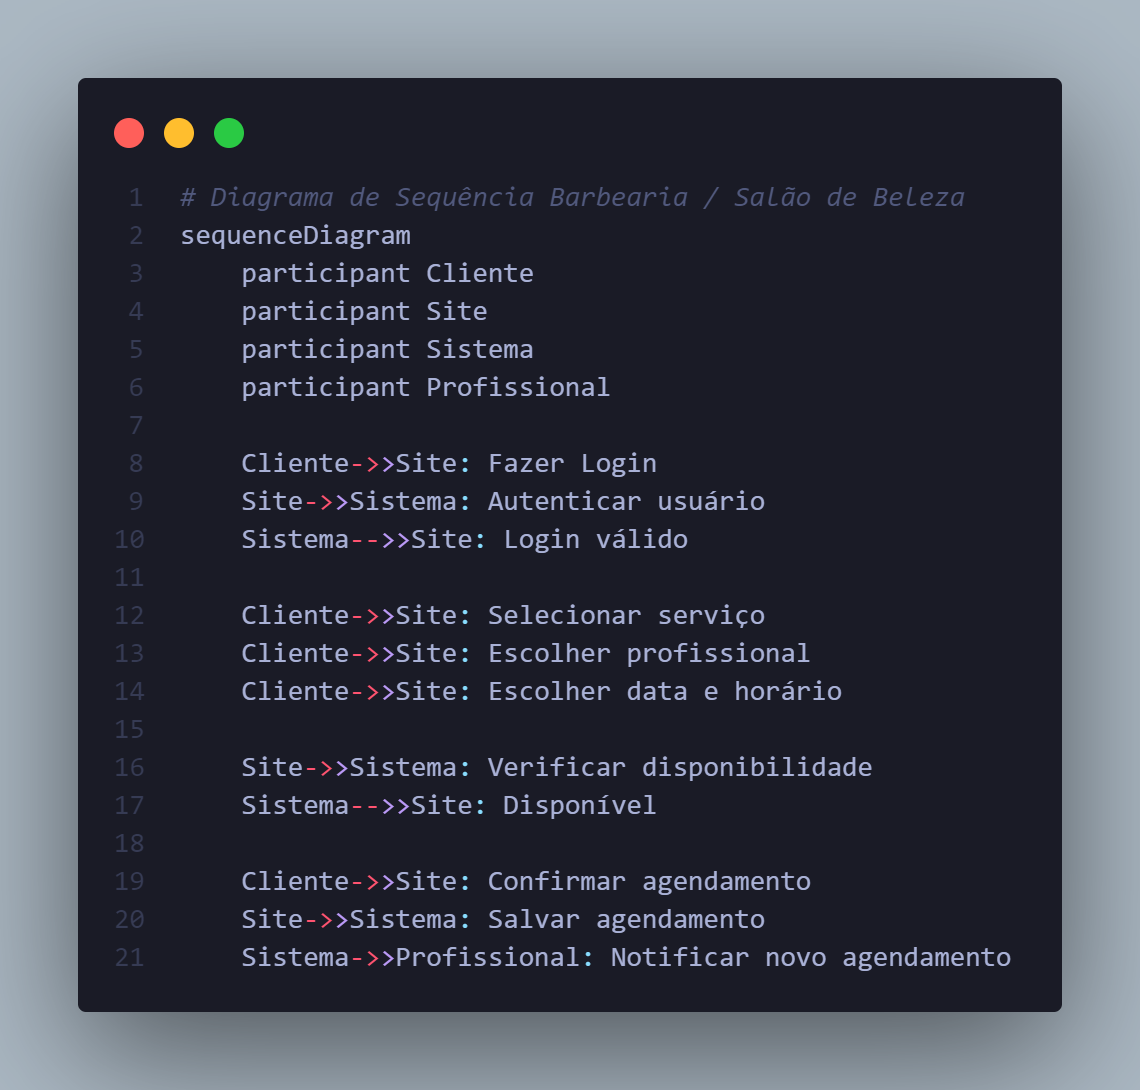 1 # Diagrama de Sequência Barbearia / Salão de Beleza
2 sequenceDiagram
3     participant Cliente
4     participant Site
5     participant Sistema
6     participant Profissional
7
8     Cliente->>Site: Fazer Login
9     Site->>Sistema: Autenticar usuário
10     Sistema-->>Site: Login válido
11
12     Cliente->>Site: Selecionar serviço
13     Cliente->>Site: Escolher profissional
14     Cliente->>Site: Escolher data e horário
15
16     Site->>Sistema: Verificar disponibilidade
17     Sistema-->>Site: Disponível
18
19     Cliente->>Site: Confirmar agendamento
20     Site->>Sistema: Salvar agendamento
21     Sistema->>Profissional: Notificar novo agendamento